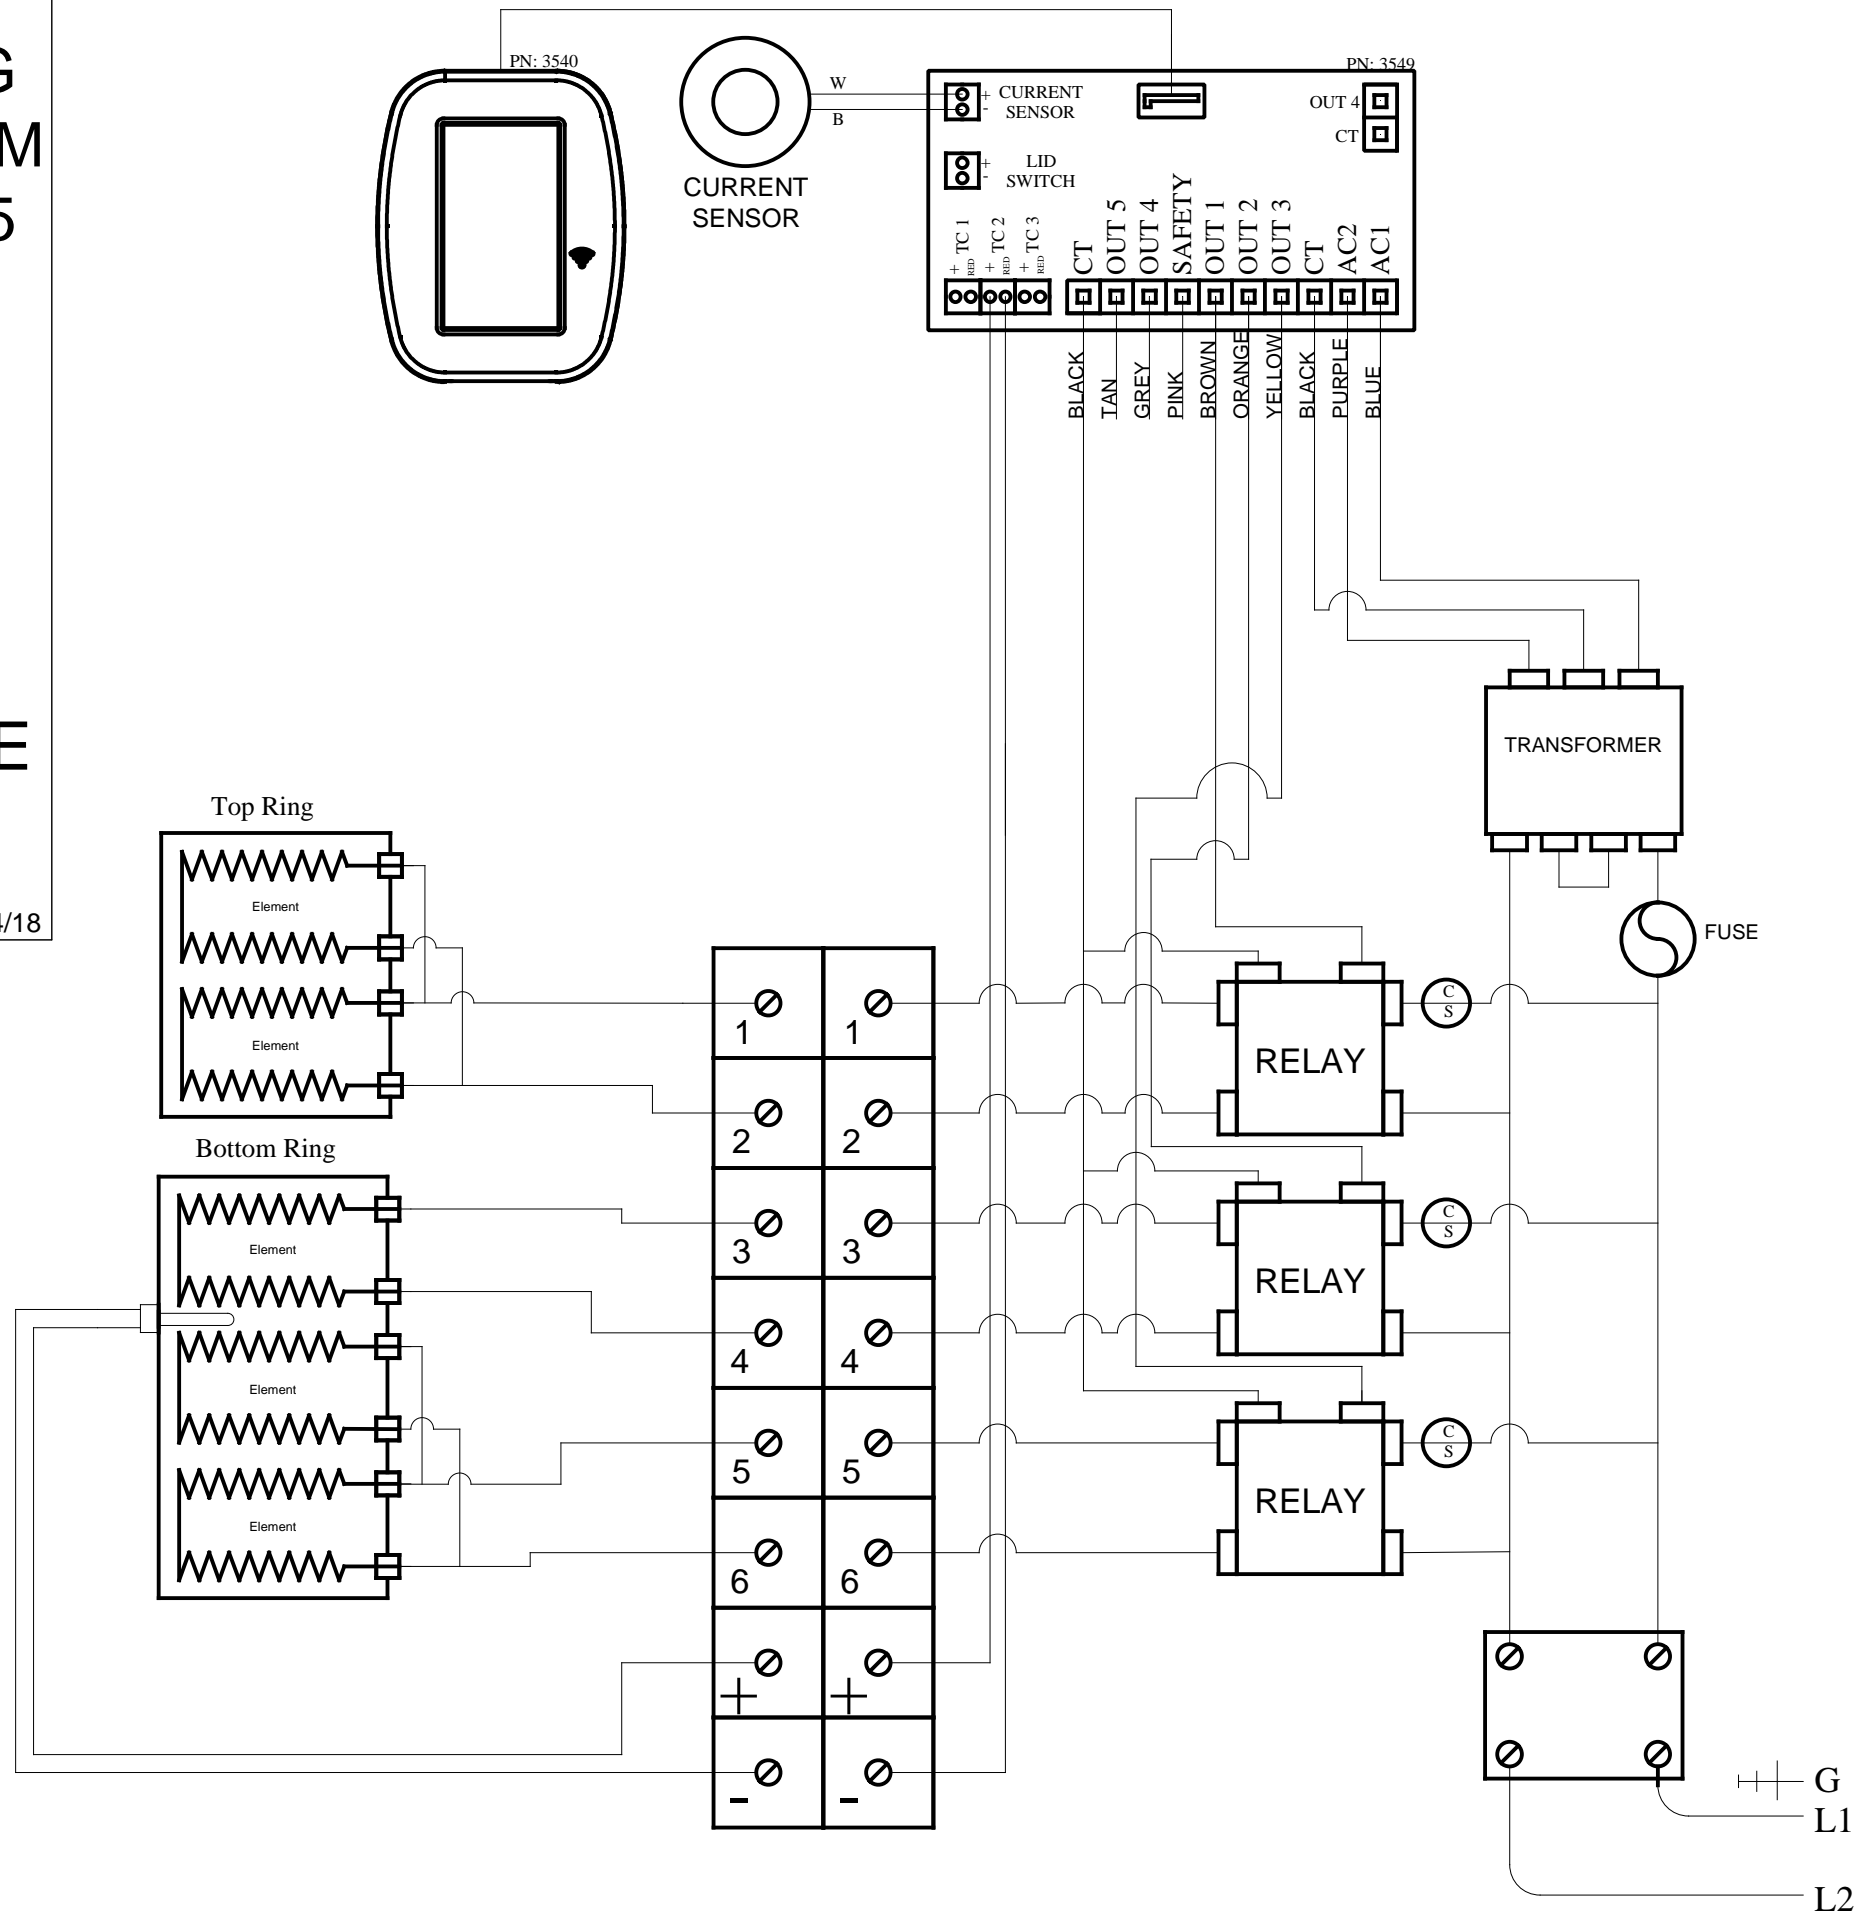 G
M
5
E
4/18
PN: 3540
PN: 3549
W
B
CURRENT
SENSOR
+ CURRENT
- SENSOR
+ LID
- SWITCH
OUT 4
CT
+ TC 1
RED
+ TC 2
RED
+ TC 3
RED
CT
OUT 5
OUT 4
SAFETY
OUT 1
OUT 2
OUT 3
CT
AC2
AC1
BLACK
TAN
GREY
PINK
BROWN
ORANGE
YELLOW
BLACK
PURPLE
BLUE
TRANSFORMER
FUSE
Top Ring
Element
Element
Bottom Ring
Element
Element
Element
1 1
2 2
3 3
4 4
5 5
6 6
+ +
- -
RELAY
C
S
RELAY
C
S
RELAY
C
S
G
L1
L2